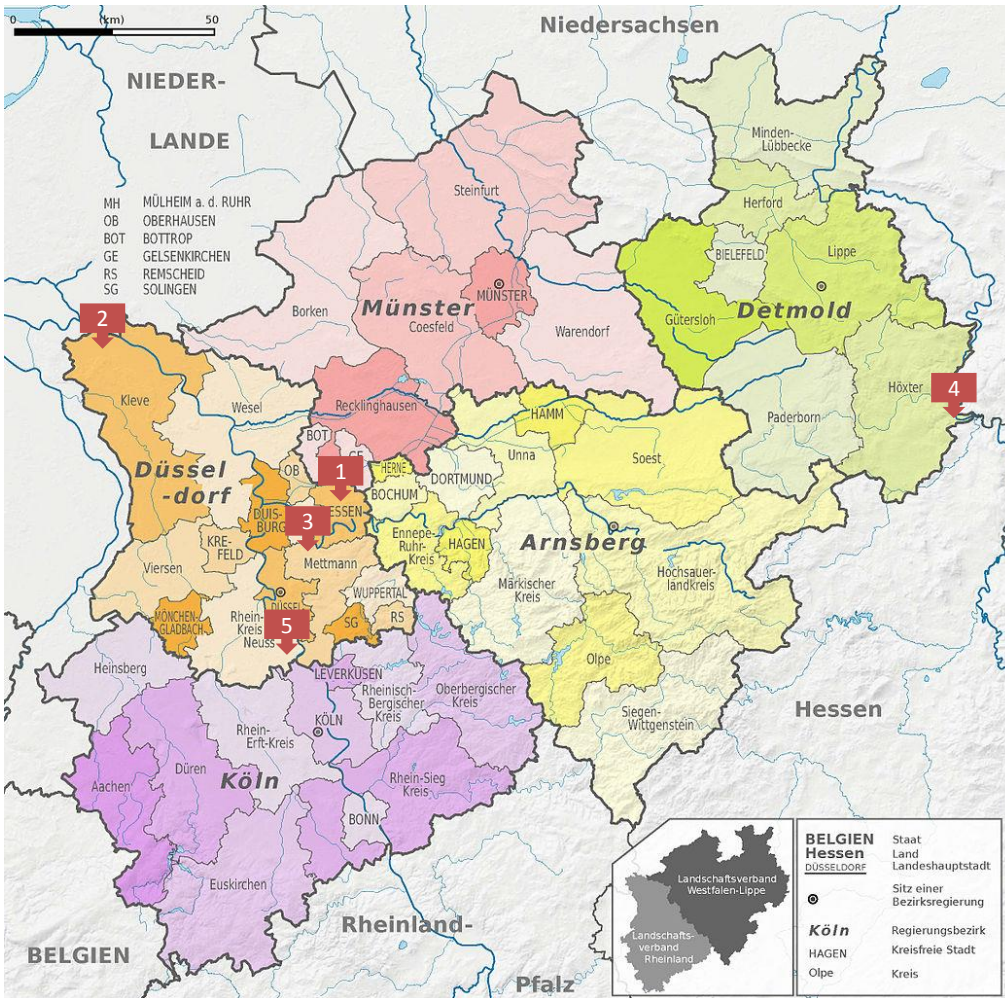 0 (km) 50
Niedersachsen
NIEDER-
LANDE
MH MÜLHEIM a. d. RUHR
OB OBERHAUSEN
BOT BOTTROP
GE GELSENKIRCHEN
RS REMSCHEID
SG SOLINGEN
Minden-
Lübbecke
Steinfurt
Herford
Lippe
BIELEFELD
MÜNSTER
Münster
Borken
Coesfeld
Warendorf
Gütersloh
Detmold
2
Kleve
Wesel
Recklinghausen
Höxter
4
HAMM
Paderborn
BOT
GE
Unna
Soest
Düssel
-dorf
OB
1
HERNE
DORTMUND
BOCHUM
DUIS-
BURG
ESSEN
3
KRE-
FELD
Ennepe-
Ruhr-
Kreis
HAGEN
Arnsberg
Viersen
Mettmann
Märkischer
Kreis
Hochsauer-
landkreis
WUPPERTAL
MÖNCHEN-
GLADBACH
Rhein-
Kreis
Neuss
DÜSSEL
5
SG
RS
Heinsberg
LEVERKUSEN
Rheinisch-
Bergischer
Kreis
Oberbergischer
Kreis
Olpe
Siegen-
Wittgenstein
Hessen
KÖLN
Rhein-
Erft-Kreis
Aachen
Düren
Köln
Rhein-Sieg
Kreis
BONN
Euskirchen
Rheinland-
Pfalz
BELGIEN
Landschaftsverband
Westfalen-Lippe
Landschafts-
verband
Rheinland
BELGIEN Staat
Hessen Land
DÜSSELDORF Landeshauptstadt
Sitz einer
Bezirksregierung
Köln Regierungsbezirk
HAGEN Kreisfreie Stadt
Olpe Kreis